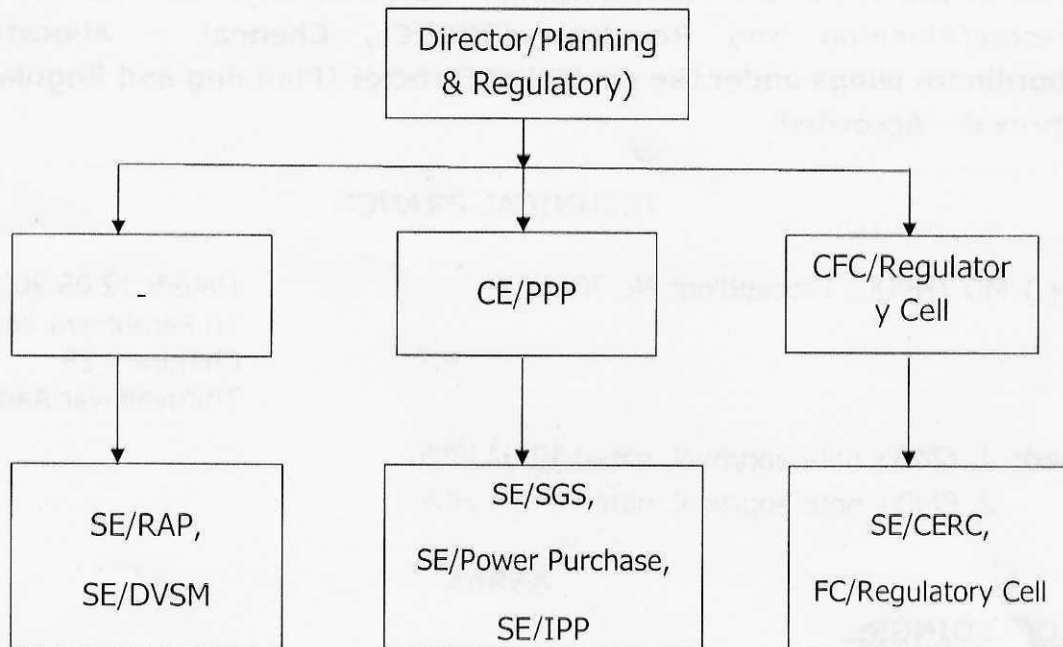 Director/Planning
& Regulatory)
-
CE/PPP
CFC/Regulator
y Cell
SE/RAP,
SE/DVSM
SE/SGS,
SE/Power Purchase,
SE/IPP
SE/CERC,
FC/Regulatory Cell